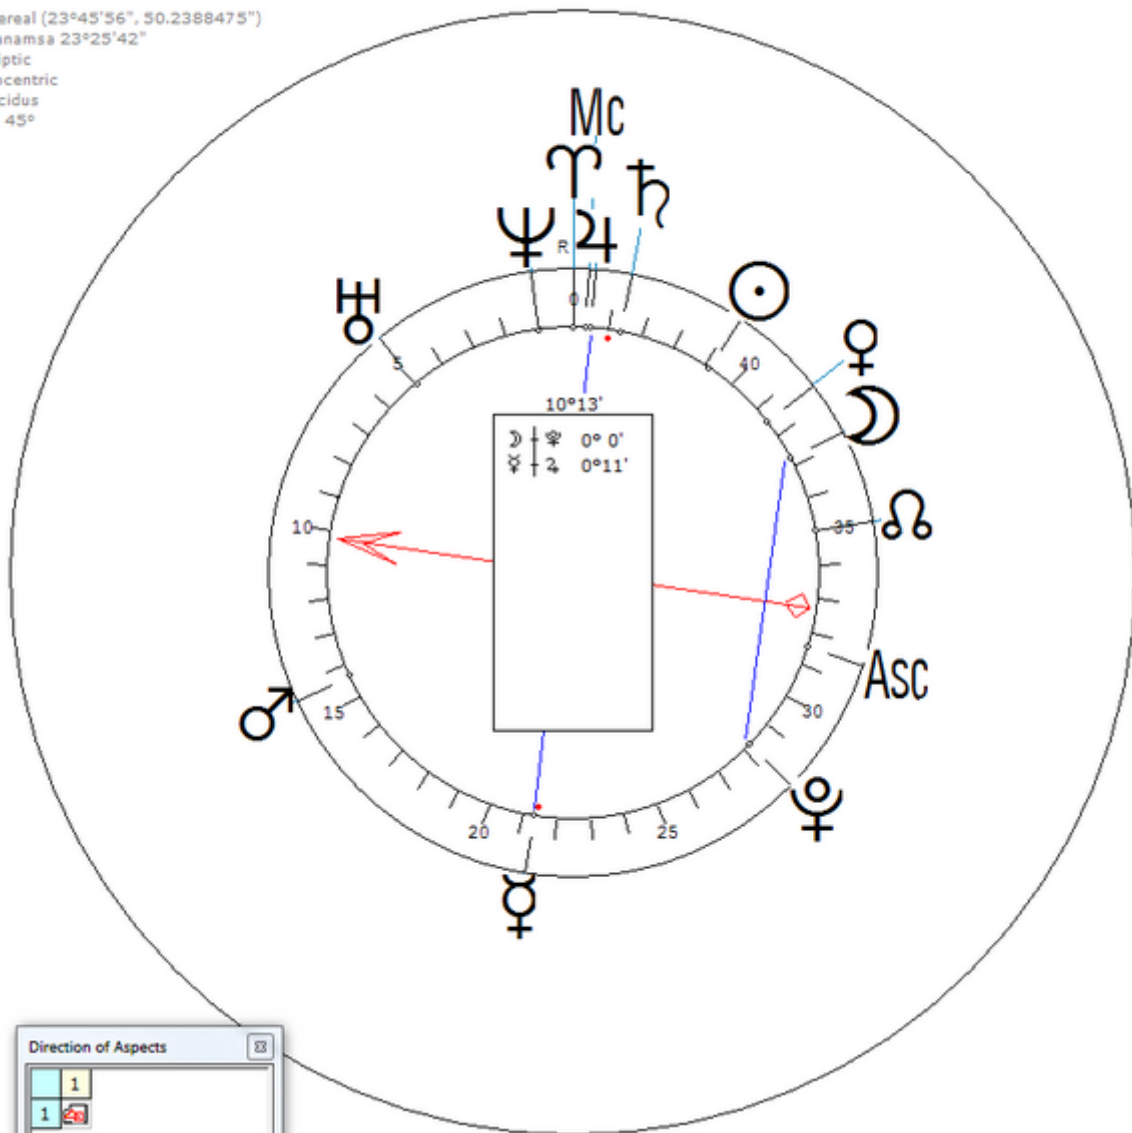 ereal (23°45'56", 50.2388475")
namsa 23°25'42"
iptic
ocentric
cidus
45°
Mc
♈ ♄
♆ R ♃
♅ ☉
0
5 40 ♀
10°13'
☽ ♆ 0° 0'
☿ ♃ 0°11'
☽
10 35 ☊
Asc
♂ 15 30
20 25 ♇
☿
Direction of Aspects
1
1